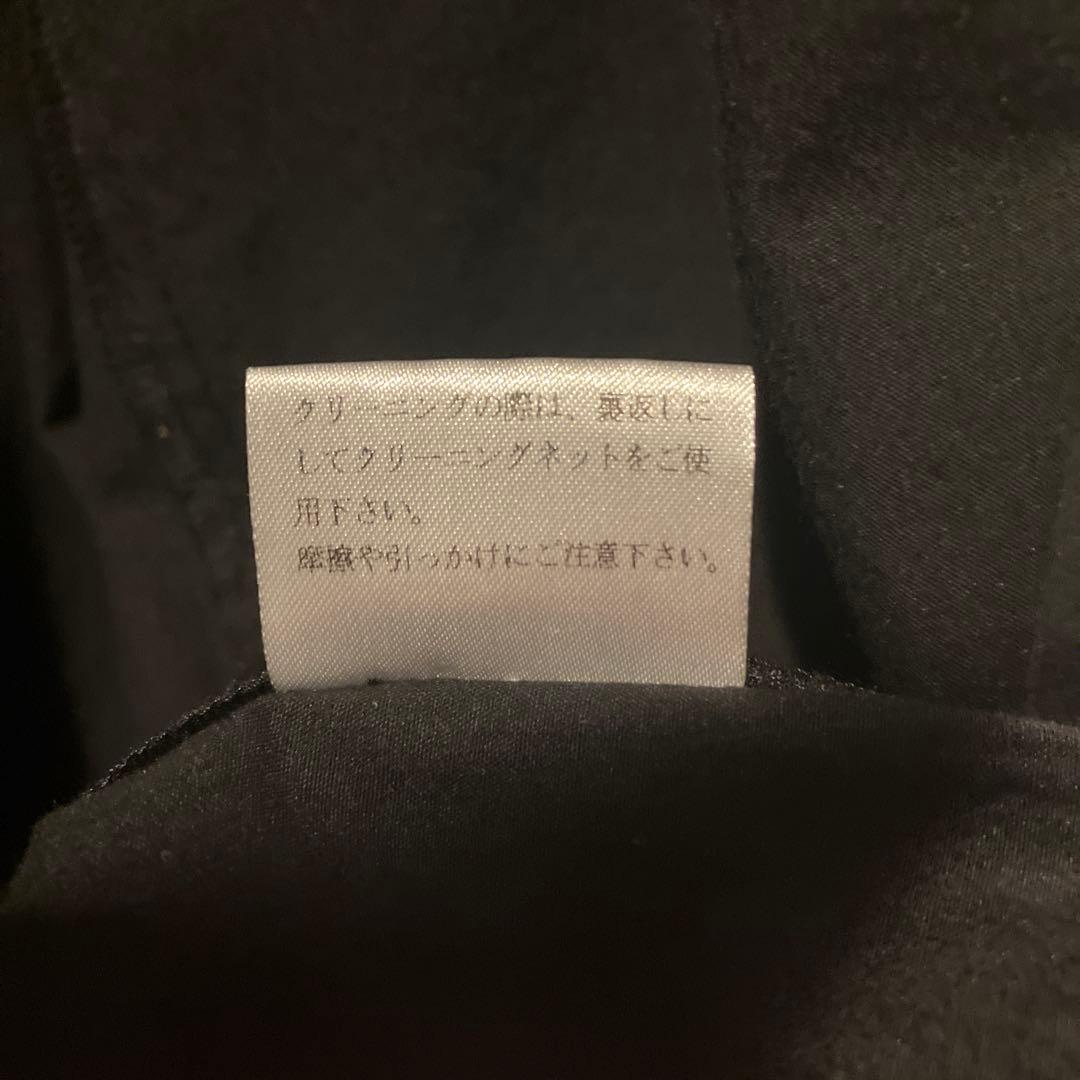 クリーニングの際は、裏返しに
してクリーニングネットをご使
用下さい。
摩擦や引っかけにご注意下さい。